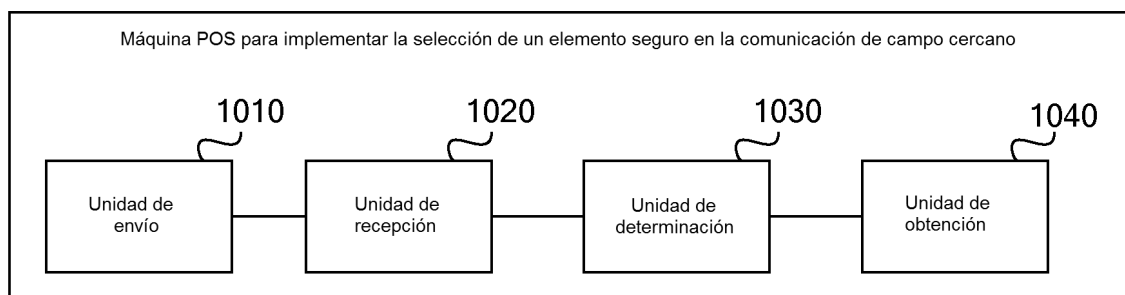 Máquina POS para implementar la selección de un elemento seguro en la comunicación de campo cercano
1010
1020
1030
1040
Unidad de
envío
Unidad de
recepción
Unidad de
determinación
Unidad de
obtención